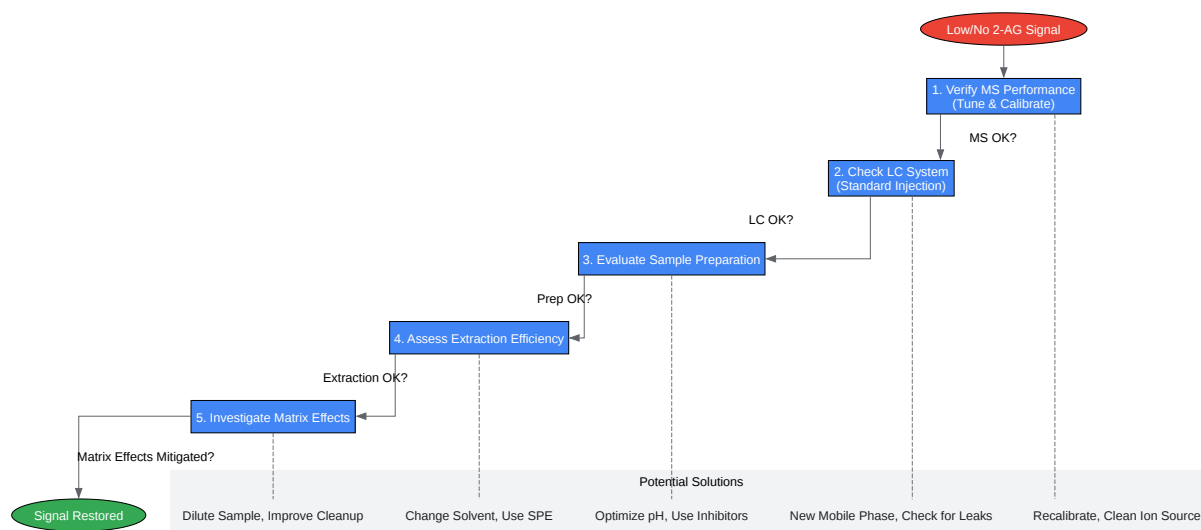 Low/No 2-AG Signal
1. Verify MS Performance
(Tune & Calibrate)
MS OK?
2. Check LC System
(Standard Injection)
LC OK?
3. Evaluate Sample Preparation
Prep OK?
4. Assess Extraction Efficiency
Extraction OK?
5. Investigate Matrix Effects
Matrix Effects Mitigated?
Potential Solutions
Signal Restored
Dilute Sample, Improve Cleanup
Change Solvent, Use SPE
Optimize pH, Use Inhibitors
New Mobile Phase, Check for Leaks
Recalibrate, Clean Ion Source